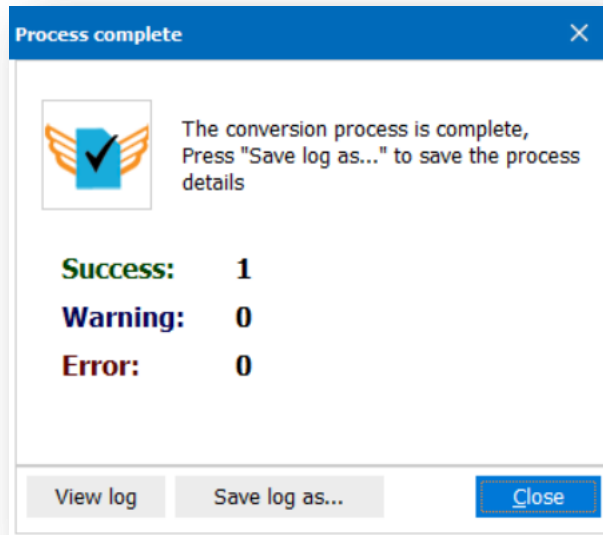 Process complete
The conversion process is complete,
Press "Save log as..." to save the process
details
Success: 1
Warning: 0
Error: 0
View log Save log as... Close